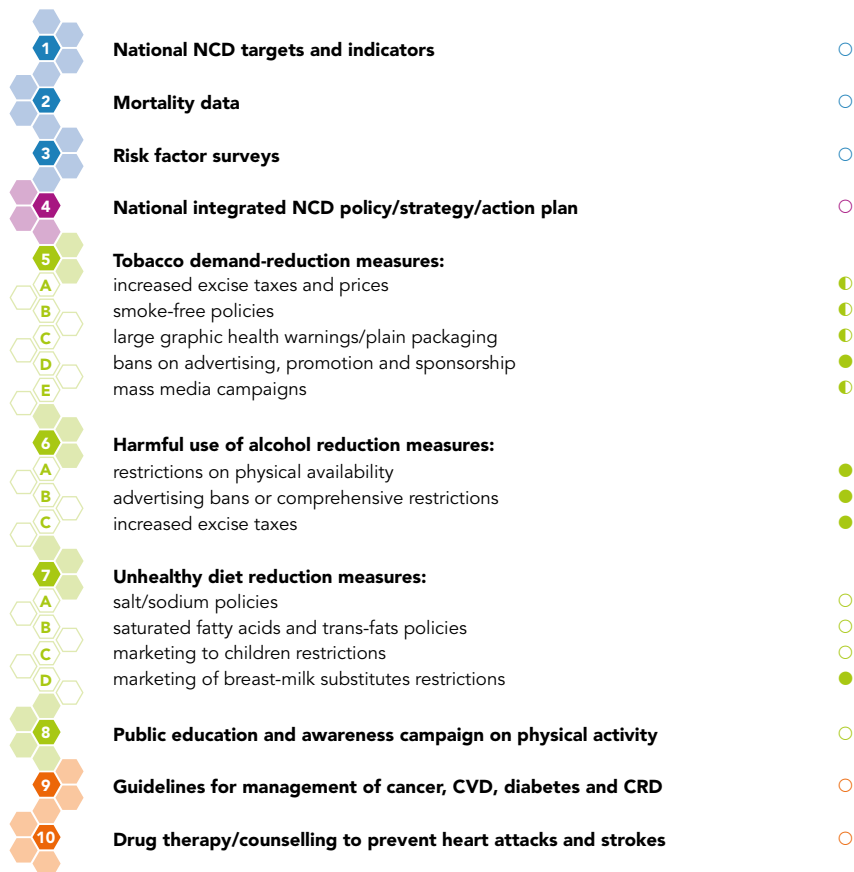 1 National NCD targets and indicators
2 Mortality data
3 Risk factor surveys
4 National integrated NCD policy/strategy/action plan
5 Tobacco demand-reduction measures:
A increased excise taxes and prices
B smoke-free policies
C large graphic health warnings/plain packaging
D bans on advertising, promotion and sponsorship
E mass media campaigns
6 Harmful use of alcohol reduction measures:
A restrictions on physical availability
B advertising bans or comprehensive restrictions
C increased excise taxes
7 Unhealthy diet reduction measures:
A salt/sodium policies
B saturated fatty acids and trans-fats policies
C marketing to children restrictions
D marketing of breast-milk substitutes restrictions
8 Public education and awareness campaign on physical activity
9 Guidelines for management of cancer, CVD, diabetes and CRD
10 Drug therapy/counselling to prevent heart attacks and strokes